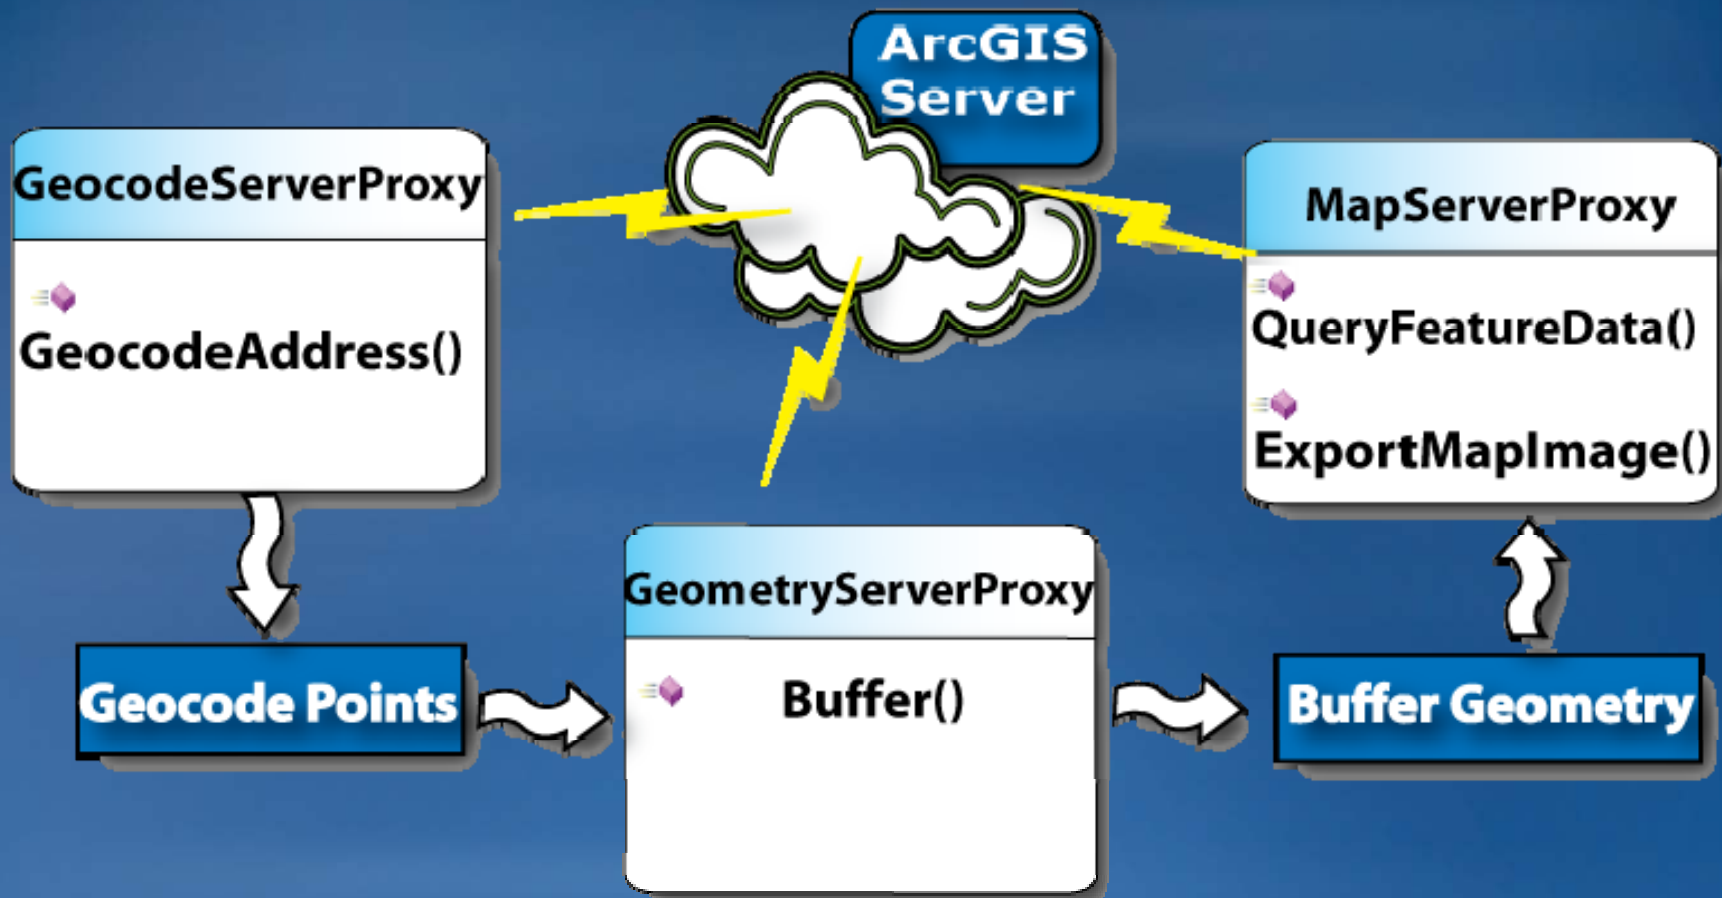 ArcGIS
Server
GeocodeServerProxy
GeocodeAddress()
MapServerProxy
QueryFeatureData()
ExportMapImage()
GeometryServerProxy
Buffer()
Geocode Points
Buffer Geometry